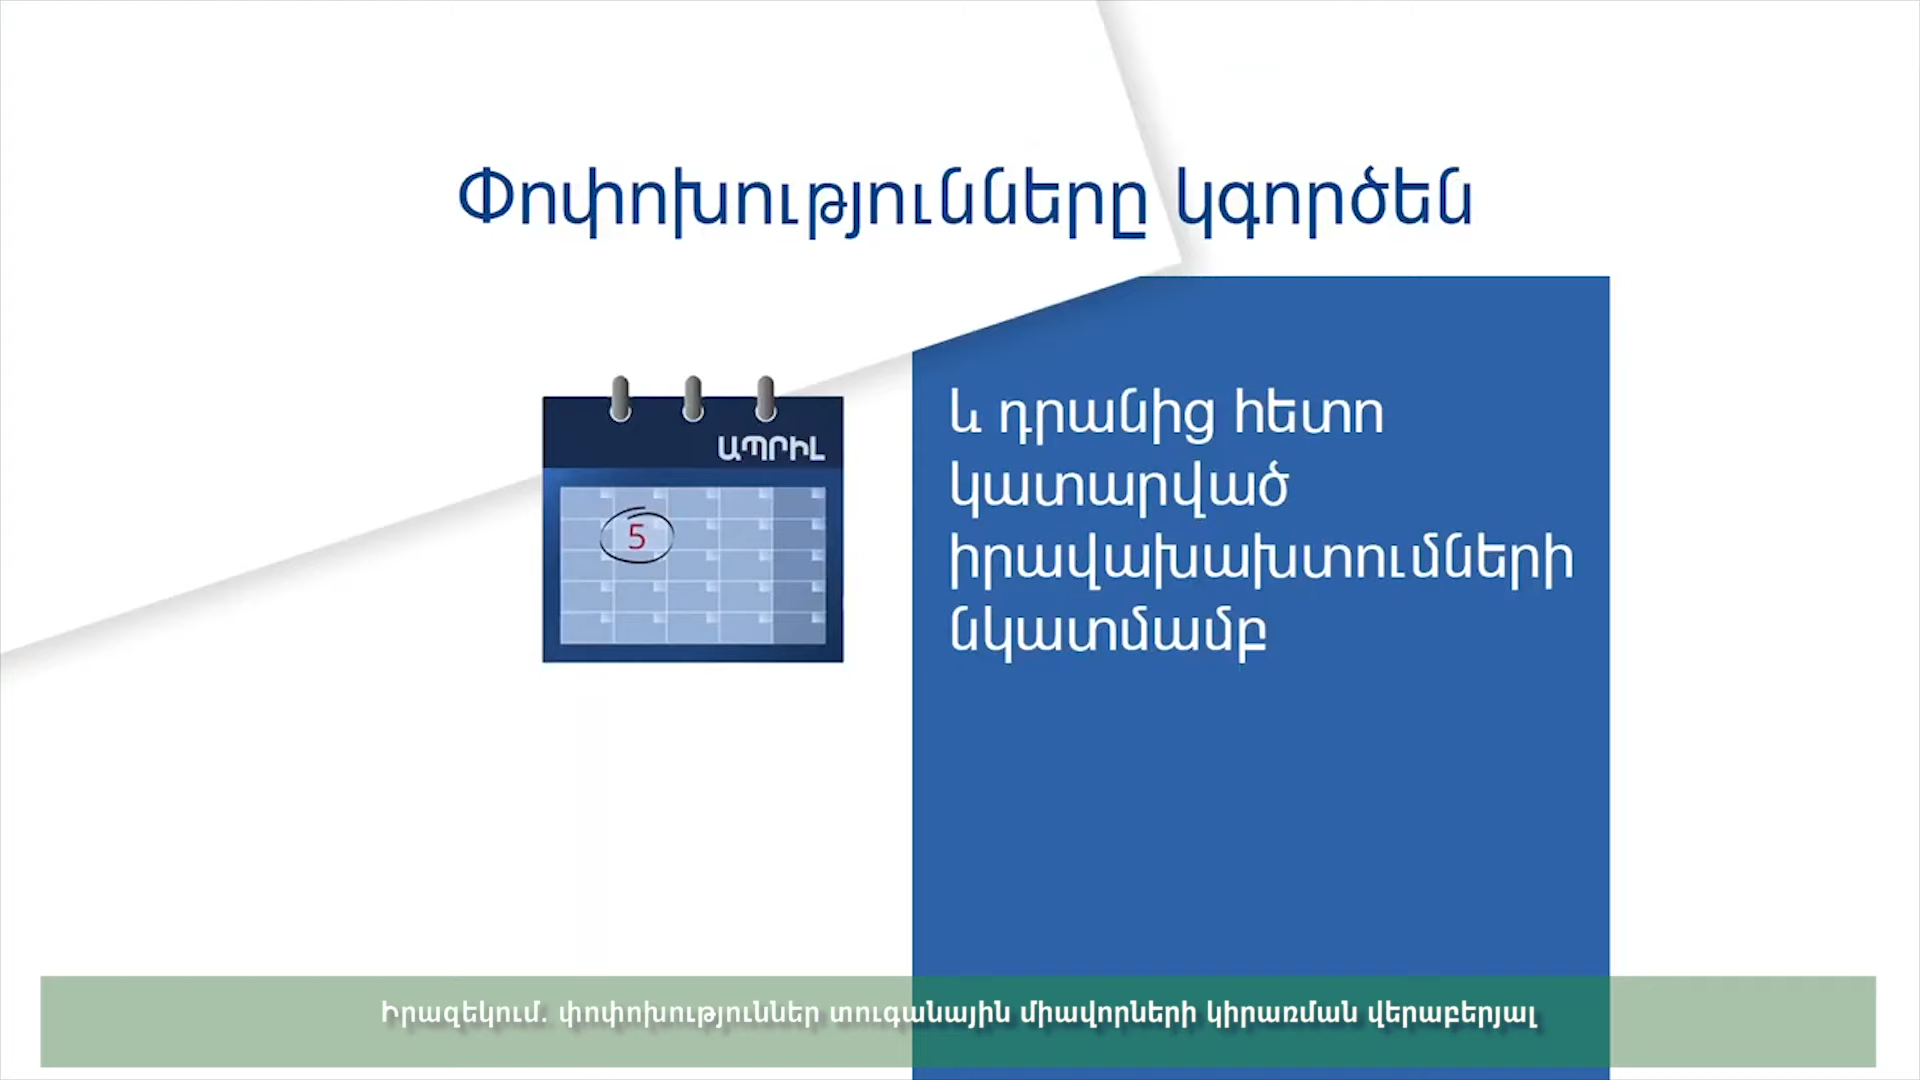 Փոփոխությունները կգործեն
ԱՊՐԻԼ
5
և դրանից հետո
կատարված
իրավախախտումների
նկատմամբ
Իրազեկում. փոփոխություններ տուգանային միավորների կիրառման վերաբերյալ